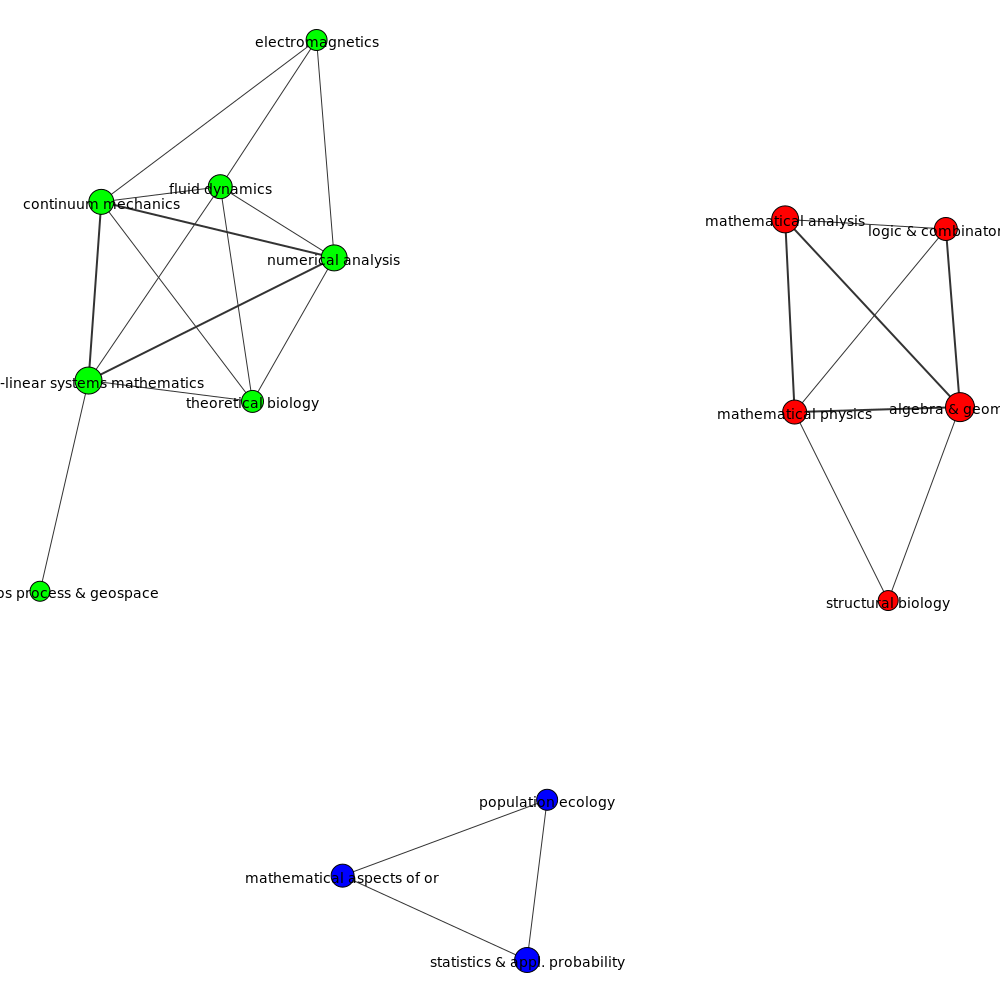 electromagnetics
fluid dynamics
continuum mechanics
mathematical analysis
logic & combinator
numerical analysis
-linear systems mathematics
theoretical biology
mathematical physics
algebra & geom
process & geospace
structural biology
population ecology
mathematical aspects of or
statistics & appl. probability